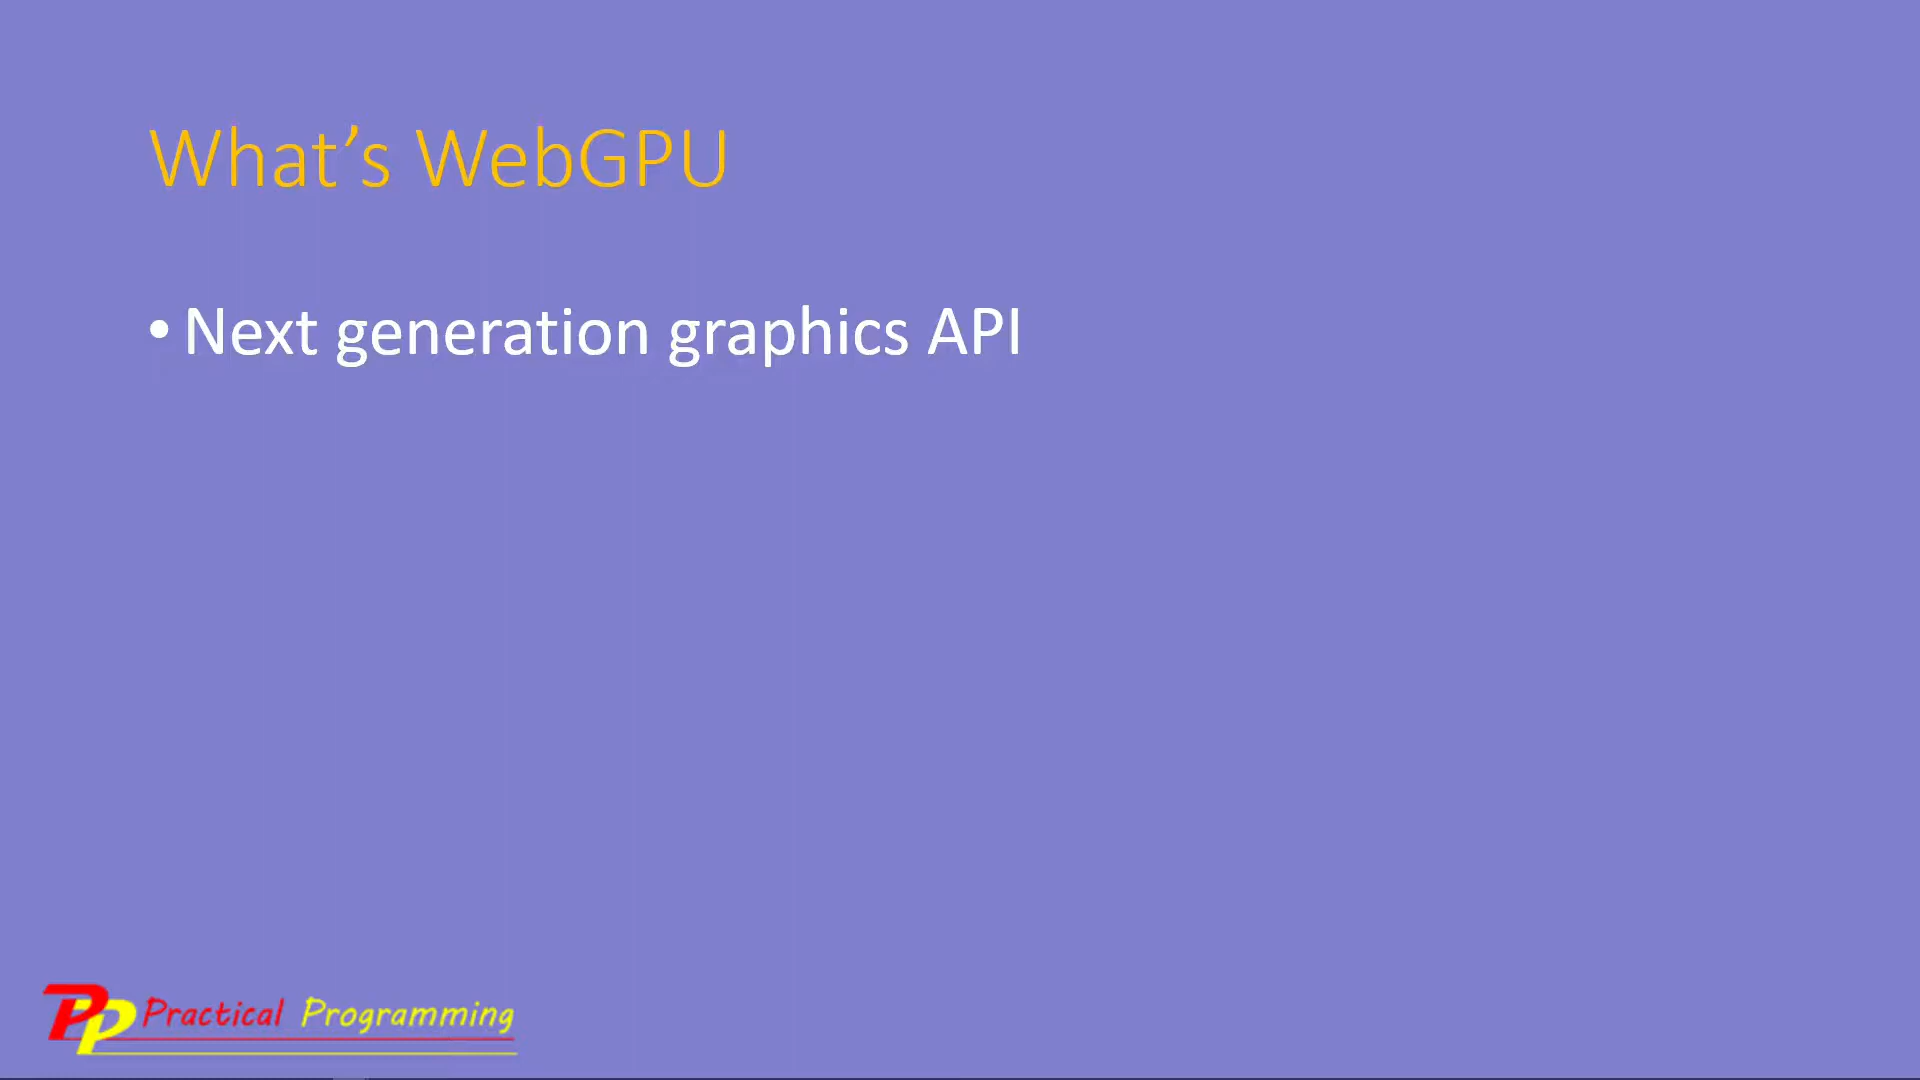 What’s WebGPU
• Next generation graphics API
PP Practical Programming